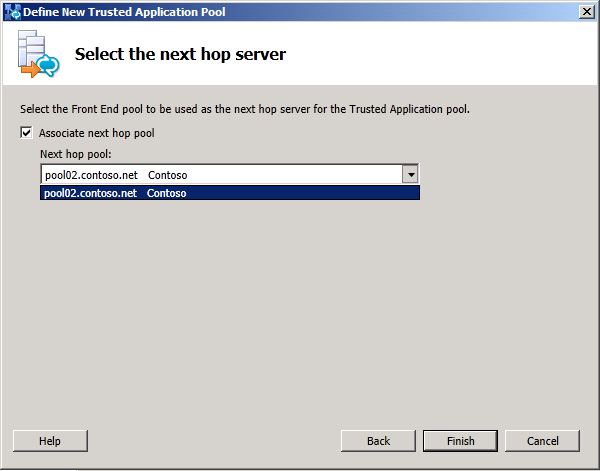 Define New Trusted Application Pool
Select the next hop server
Select the Front End pool to be used as the next hop server for the Trusted Application pool.
Associate next hop pool
Next hop pool:
pool02.contoso.net Contoso
pool02.contoso.net Contoso
Help Back Finish Cancel